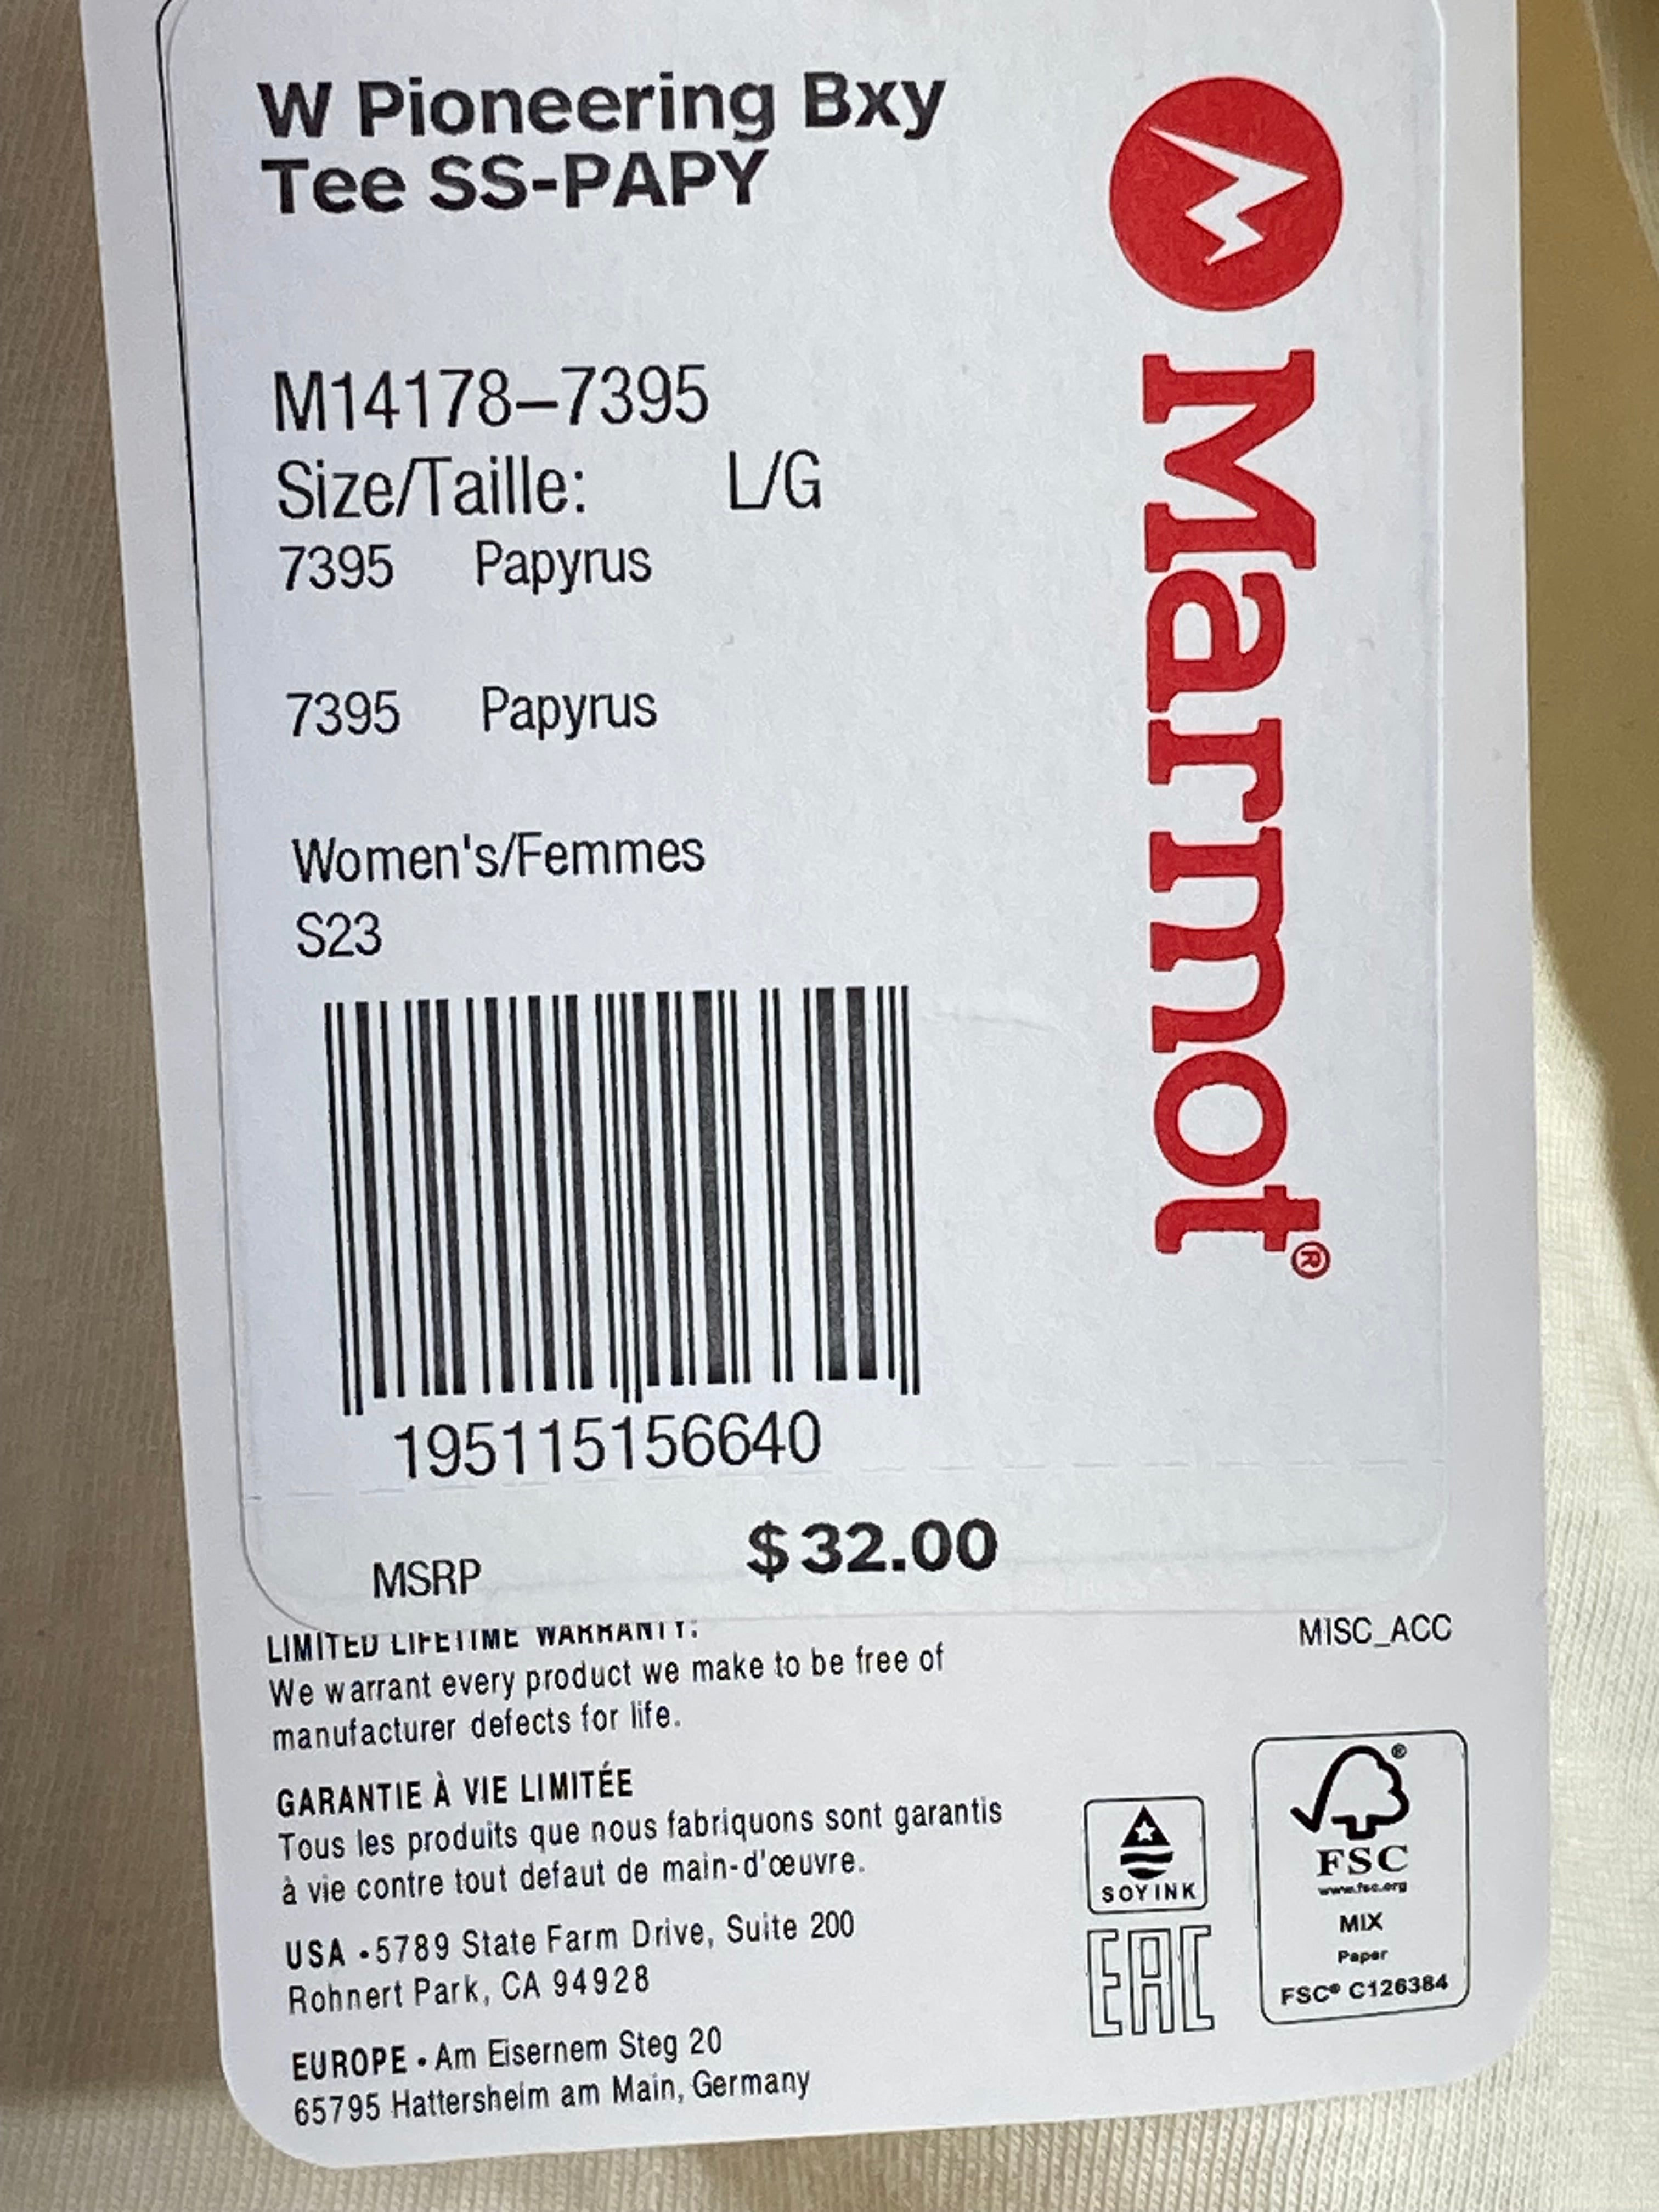 W Pioneering Bxy
Tee SS-PAPY
M14178–7395
Size/Taille: L/G
7395 Papyrus
7395 Papyrus
Women's/Femmes
S23
195115156640
MSRP $32.00
Marmot®
LIMITED LIFETIME WARRANTY:
We warrant every product we make to be free of
manufacturer defects for life.
MISC_ACC
GARANTIE À VIE LIMITÉE
Tous les produits que nous fabriquons sont garantis
à vie contre tout defaut de main-d'œuvre.
USA - 5789 State Farm Drive, Suite 200
Rohnert Park, CA 94928
EUROPE - Am Eisernem Steg 20
65795 Hattersheim am Main, Germany
SOY INK
EAC
®
FSC
www.fsc.org
MIX
Paper
FSC® C126384